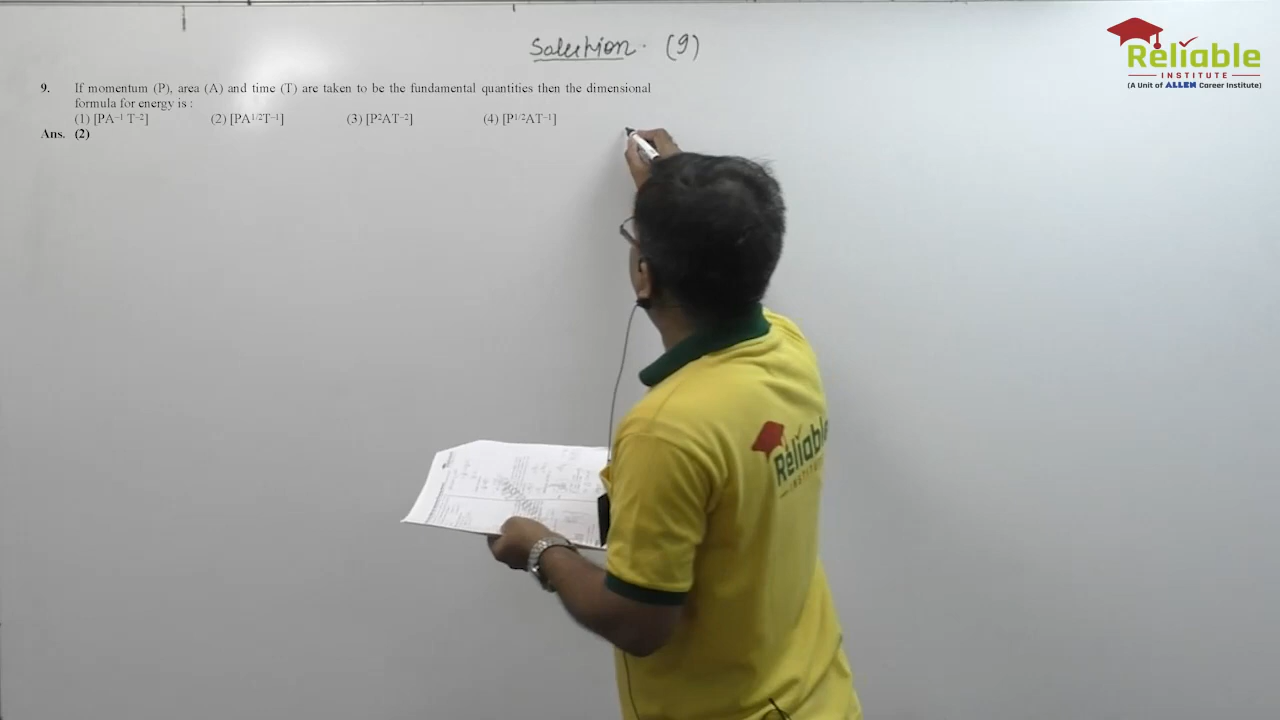 Solution. (9)
Reliable
INSTITUTE
(A Unit of ALLEN Career Institute)
9. If momentum (P), area (A) and time (T) are taken to be the fundamental quantities then the dimensional
formula for energy is :
(1) [PA⁻¹ T⁻²] (2) [PA¹/²T⁻¹] (3) [P²AT⁻²] (4) [P¹/²AT⁻¹]
Ans. (2)
Reliable
INSTITUTE